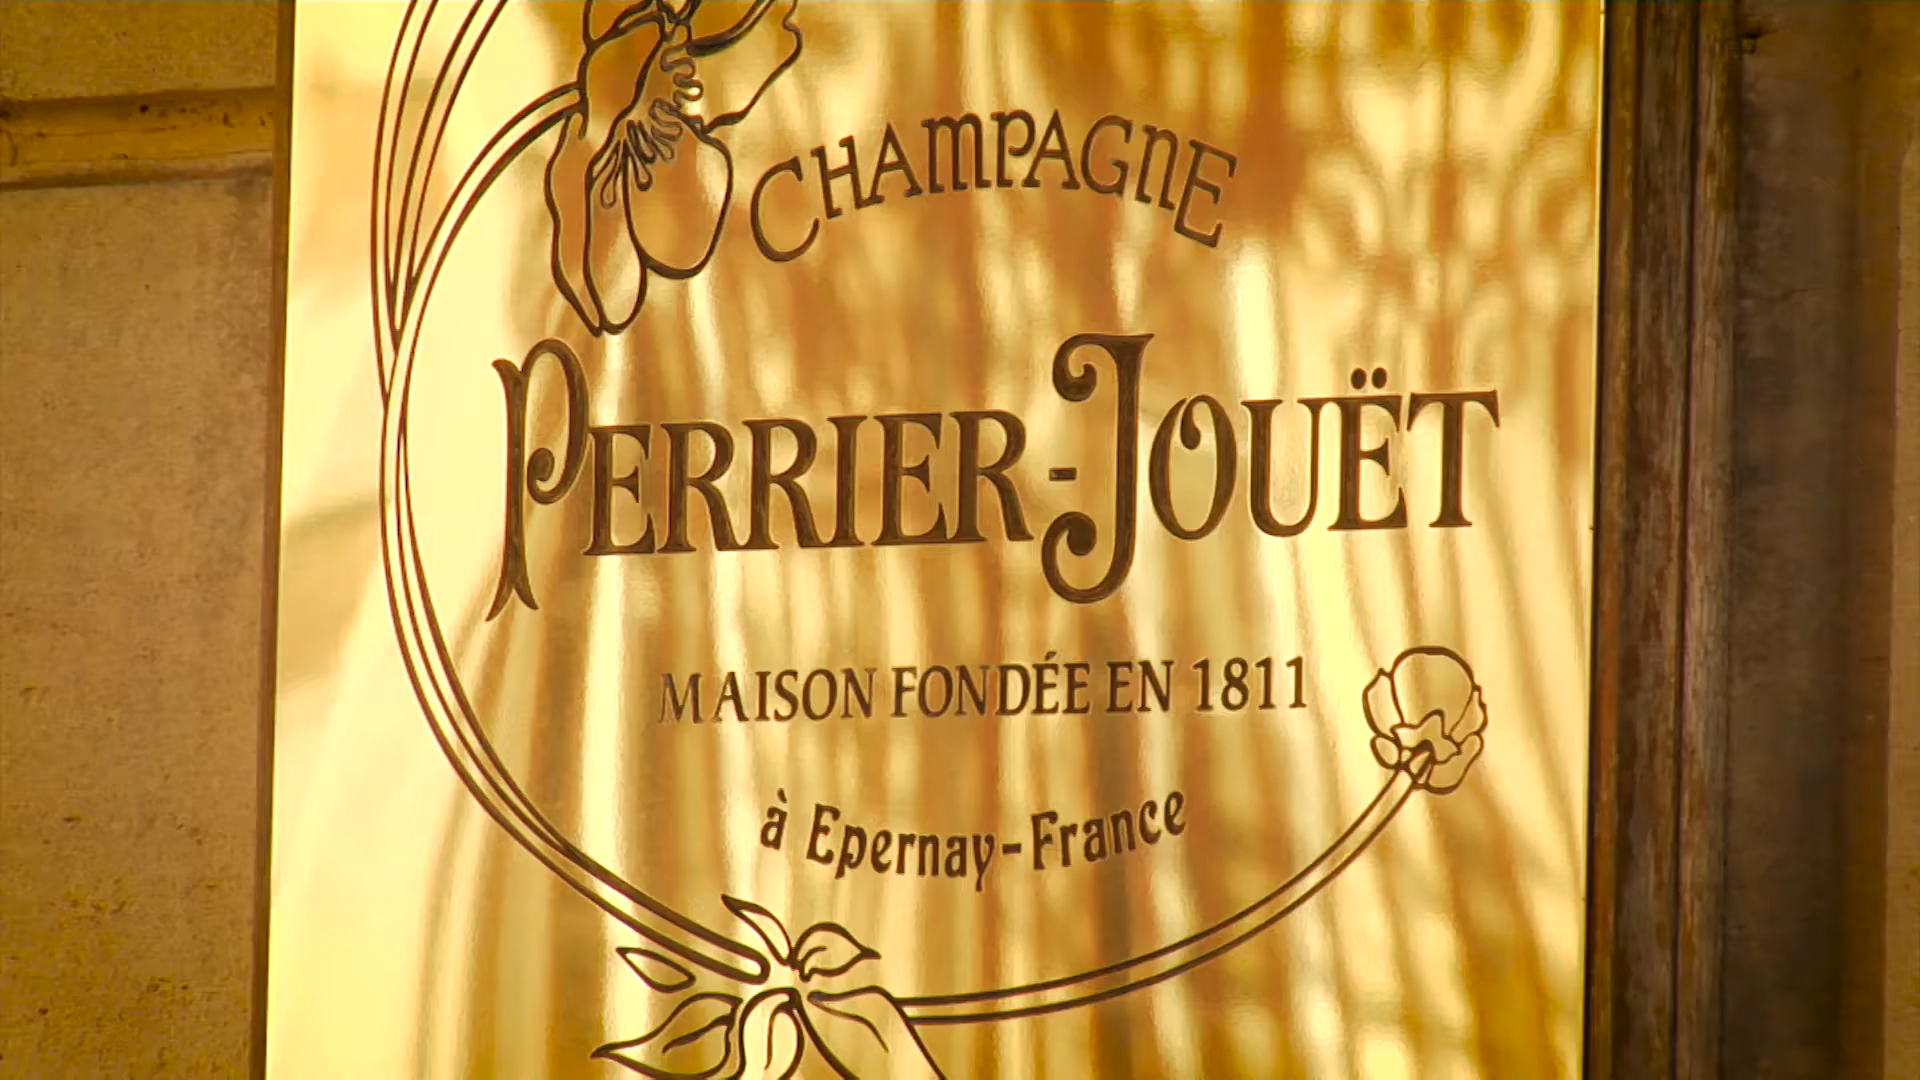 CHAMPAGNE
PERRIER-JOUËT
MAISON FONDÉE EN 1811
à Epernay-France